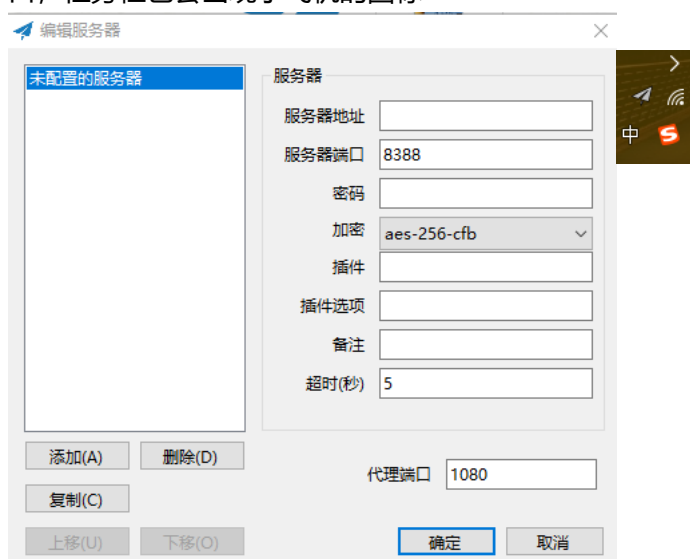 编辑服务器
未配置的服务器
服务器
服务器地址
服务器端口 8388
密码
加密 aes-256-cfb
插件
插件选项
备注
超时(秒) 5
添加(A) 删除(D)
代理端口 1080
复制(C)
上移(U) 下移(O)
确定 取消
中